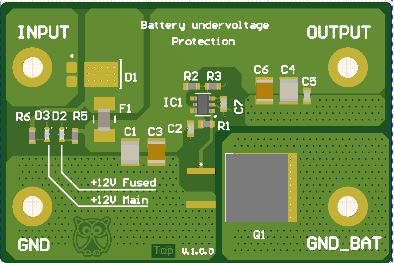 Battery undervoltage
Protection
INPUT
OUTPUT
D1
R2 R3
C6 C4 C5
IC1
C7
F1
R6 D3 D2 R5
C1 C3 C2 R1
+12V Fused
+12V Main
Q1
GND
GND_BAT
Top V.1.0.0